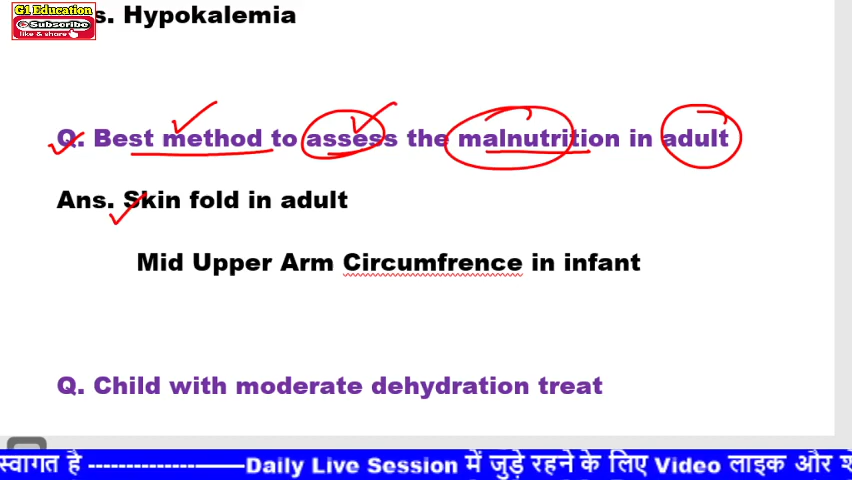 G1 Education
Subscribe
like & share
s. Hypokalemia
Q. Best method to assess the malnutrition in adult
Ans. Skin fold in adult
Mid Upper Arm Circumfrence in infant
Q. Child with moderate dehydration treat
स्वागत है -------------------Daily Live Session में जुड़े रहने के लिए Video लाइक और